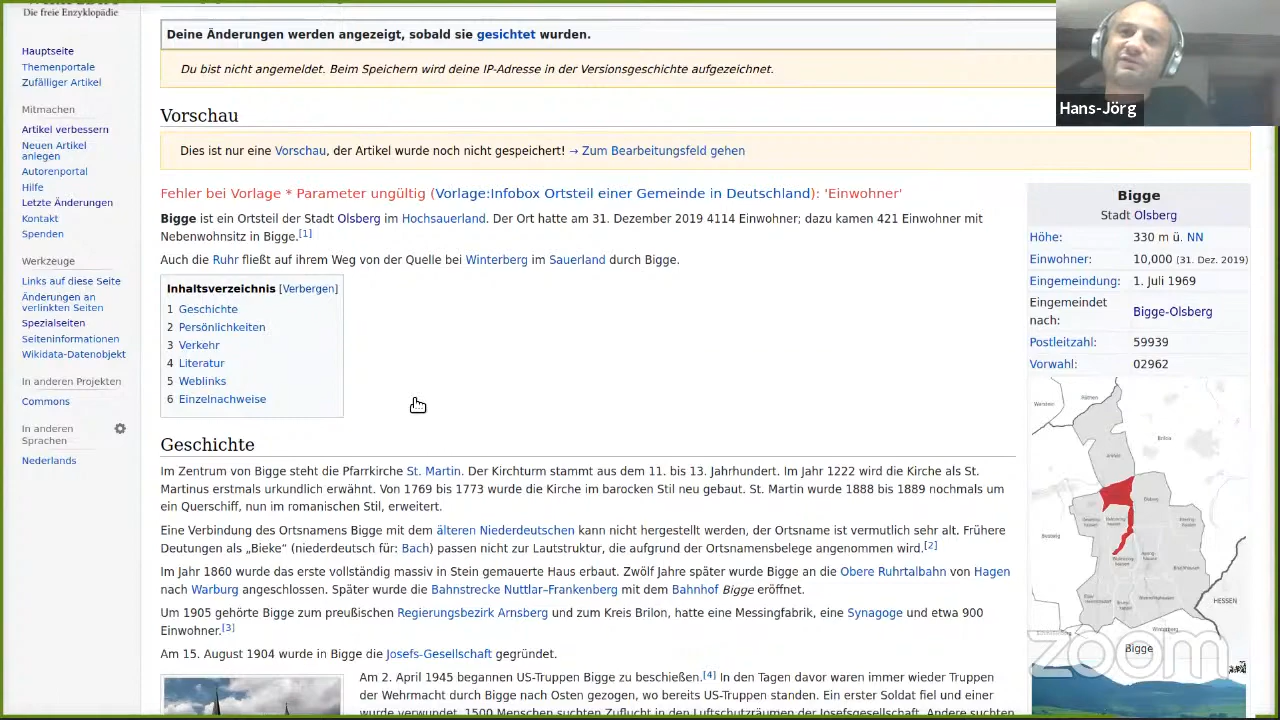 Die freie Enzyklopädie
Hauptseite
Themenportale
Zufälliger Artikel
Mitmachen
Artikel verbessern
Neuen Artikel
anlegen
Autorenportal
Hilfe
Letzte Änderungen
Kontakt
Spenden
Werkzeuge
Links auf diese Seite
Änderungen an
verlinkten Seiten
Spezialseiten
Seiteninformationen
Wikidata-Datenobjekt
In anderen Projekten
Commons
In anderen
Sprachen
Nederlands
Deine Änderungen werden angezeigt, sobald sie gesichtet wurden.
Du bist nicht angemeldet. Beim Speichern wird deine IP-Adresse in der Versionsgeschichte aufgezeichnet.
Vorschau
Dies ist nur eine Vorschau, der Artikel wurde noch nicht gespeichert! → Zum Bearbeitungsfeld gehen
Fehler bei Vorlage * Parameter ungültig (Vorlage:Infobox Ortsteil einer Gemeinde in Deutschland): 'Einwohner'
Bigge ist ein Ortsteil der Stadt Olsberg im Hochsauerland. Der Ort hatte am 31. Dezember 2019 4114 Einwohner; dazu kamen 421 Einwohner mit
Nebenwohnsitz in Bigge.[1]
Auch die Ruhr fließt auf ihrem Weg von der Quelle bei Winterberg im Sauerland durch Bigge.
Inhaltsverzeichnis [Verbergen]
1 Geschichte
2 Persönlichkeiten
3 Verkehr
4 Literatur
5 Weblinks
6 Einzelnachweise
Geschichte
Im Zentrum von Bigge steht die Pfarrkirche St. Martin. Der Kirchturm stammt aus dem 11. bis 13. Jahrhundert. Im Jahr 1222 wird die Kirche als St.
Martinus erstmals urkundlich erwähnt. Von 1769 bis 1773 wurde die Kirche im barocken Stil neu gebaut. St. Martin wurde 1888 bis 1889 nochmals um
ein Querschiff, nun im romanischen Stil, erweitert.
Eine Verbindung des Ortsnamens Bigge mit dem älteren Niederdeutschen kann nicht hergestellt werden, der Ortsname ist vermutlich sehr alt. Frühere
Deutungen als „Bieke“ (niederdeutsch für: Bach) passen nicht zur Lautstruktur, die aufgrund der Ortsnamensbelege angenommen wird.[2]
Im Jahr 1860 wurde das erste vollständig massiv in Stein gemauerte Haus erbaut. Zwölf Jahre später wurde Bigge an die Obere Ruhrtalbahn von Hagen
nach Warburg angeschlossen. Später wurde die Bahnstrecke Nuttlar–Frankenberg mit dem Bahnhof Bigge eröffnet.
Um 1905 gehörte Bigge zum preußischen Regierungsbezirk Arnsberg und zum Kreis Brilon, hatte eine Messingfabrik, eine Synagoge und etwa 900
Einwohner.[3]
Am 15. August 1904 wurde in Bigge die Josefs-Gesellschaft gegründet.
Am 2. April 1945 begannen US-Truppen Bigge zu beschießen.[4] In den Tagen davor waren immer wieder Truppen
der Wehrmacht durch Bigge nach Osten gezogen, wo bereits US-Truppen standen. Ein erster Soldat fiel und einer
wurde verwundet. 1500 Menschen suchten Zuflucht in den Luftschutzräumen der Josefsgesellschaft. Andere suchten
Hans-Jörg
Bigge
Stadt Olsberg
Höhe: 330 m ü. NN
Einwohner: 10,000 (31. Dez. 2019)
Eingemeindung: 1. Juli 1969
Eingemeindet
nach: Bigge-Olsberg
Postleitzahl: 59939
Vorwahl: 02962
Brilon
Olsberg
HESSEN
Winterberg
Bigge
zoom